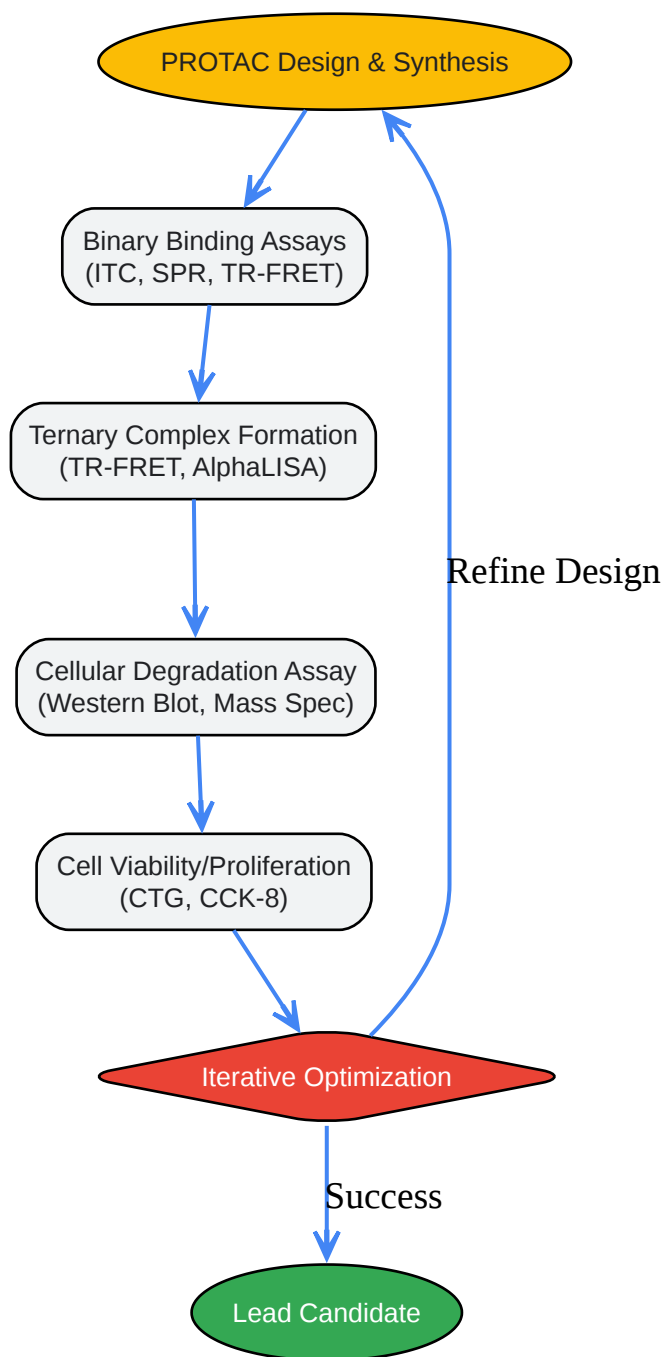 PROTAC Design & Synthesis
Binary Binding Assays
(ITC, SPR, TR-FRET)
Ternary Complex Formation
(TR-FRET, AlphaLISA)
Refine Design
Cellular Degradation Assay
(Western Blot, Mass Spec)
Cell Viability/Proliferation
(CTG, CCK-8)
Iterative Optimization
Success
Lead Candidate